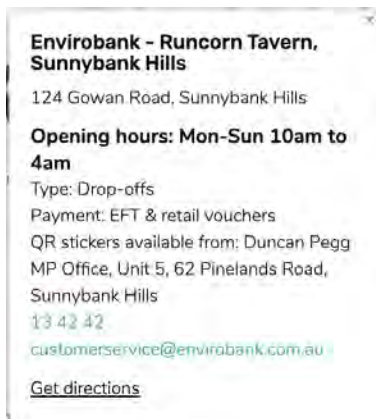 Envirobank - Runcorn Tavern,
Sunnybank Hills
124 Gowan Road, Sunnybank Hills
Opening hours: Mon-Sun 10am to
4am
Type: Drop-offs
Payment: EFT & retail vouchers
QR stickers available from: Duncan Pegg
MP Office, Unit 5, 62 Pinelands Road,
Sunnybank Hills
13 42 42
customerservice@envirobank.com.au
Get directions